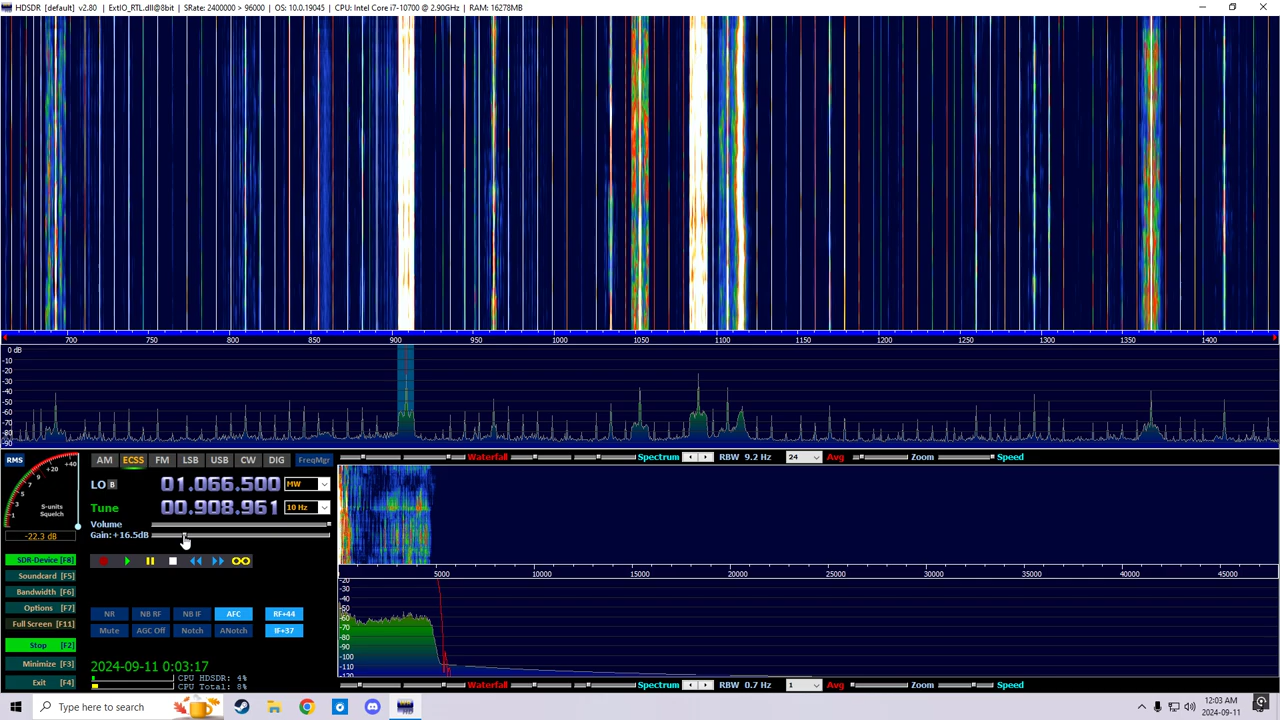 HDSDR [default] v2.80 | ExtIO_RTL.dll@8bit | SRate: 2400000 > 96000 | OS: 10.0.19045 | CPU: Intel Core i7-10700 @ 2.90GHz | RAM: 16278MB
700 750 800 850 900 950 1000 1050 1100 1150 1200 1250 1300 1350 1400
0 dB
-10
-20
-30
-40
-50
-60
-70
-80
-90
RMS
1 3 5 7 9 +20 +40
S-units
Squelch
-22.3 dB
AM ECSS FM LSB USB CW DIG FreqMgr
LO B 01.066.500 MW
Tune 00.908.961 10 Hz
Volume
Gain:+16.5dB
SDR-Device [F8]
Soundcard [F5]
Bandwidth [F6]
Options [F7]
Full Screen [F11]
Stop [F2]
Minimize [F3]
Exit [F4]
NR NB RF NB IF AFC RF+44
Mute AGC Off Notch ANotch IF+37
2024-09-11 0:03:17
CPU HDSDR: 4%
CPU Total: 8%
Waterfall Spectrum RBW 9.2 Hz 24 Avg Zoom Speed
5000 10000 15000 20000 25000 30000 35000 40000 45000
-20
-30
-40
-50
-60
-70
-80
-90
-100
-110
-120
Waterfall Spectrum RBW 0.7 Hz 1 Avg Zoom Speed
Type here to search
12:03 AM
2024-09-11